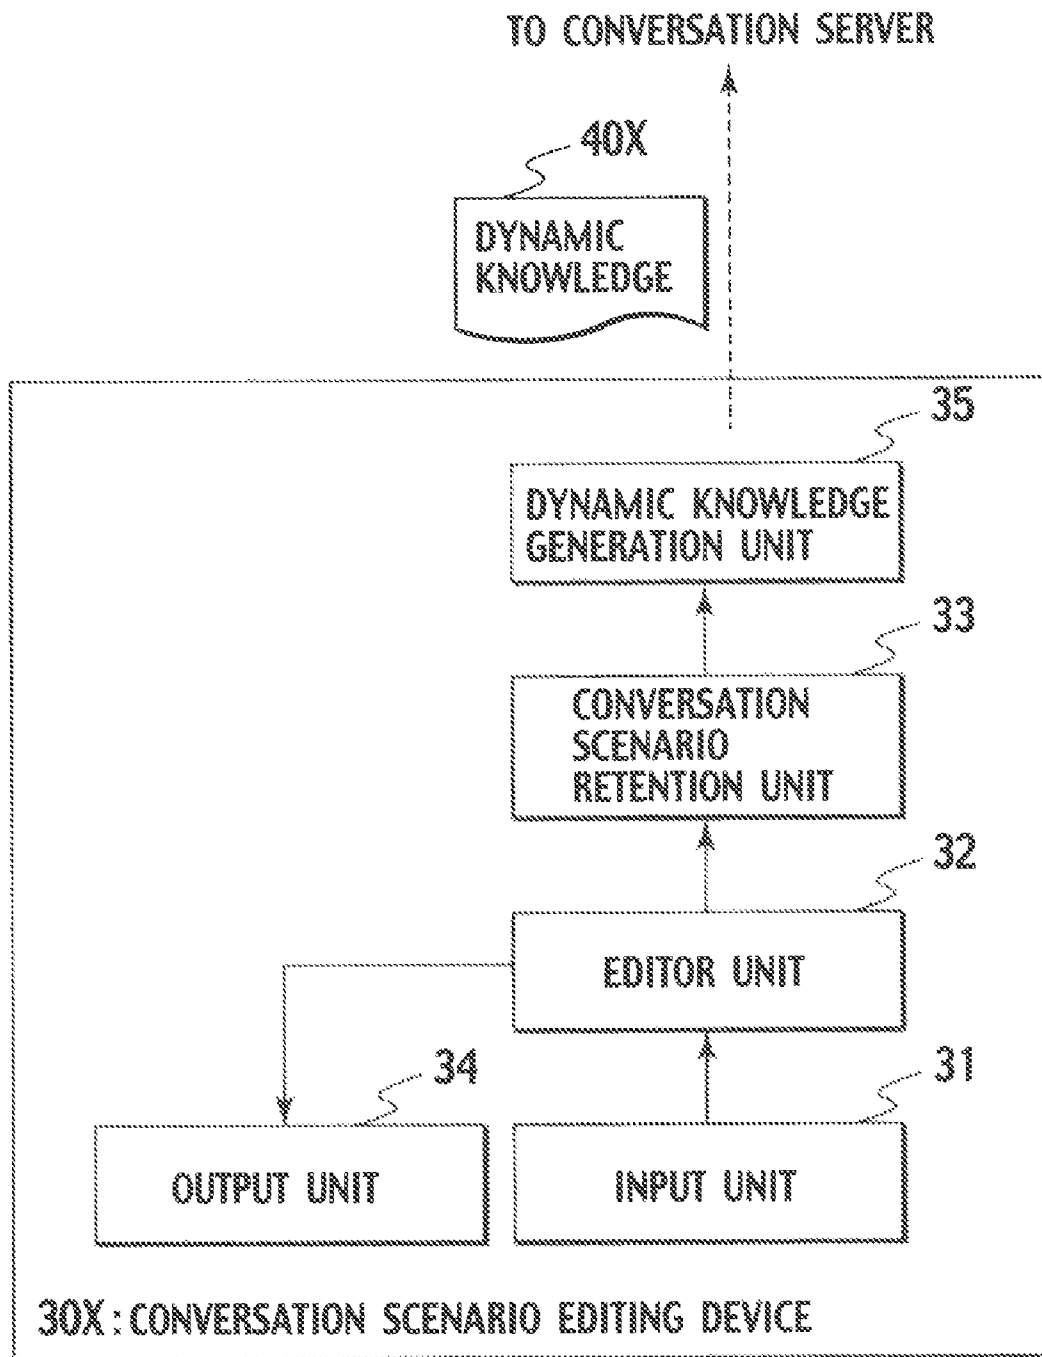 TO CONVERSATION SERVER
40X
DYNAMIC
KNOWLEDGE
35
DYNAMIC KNOWLEDGE
GENERATION UNIT
33
CONVERSATION
SCENARIO
RETENTION UNIT
32
EDITOR UNIT
34
31
OUTPUT UNIT
INPUT UNIT
30X : CONVERSATION SCENARIO EDITING DEVICE